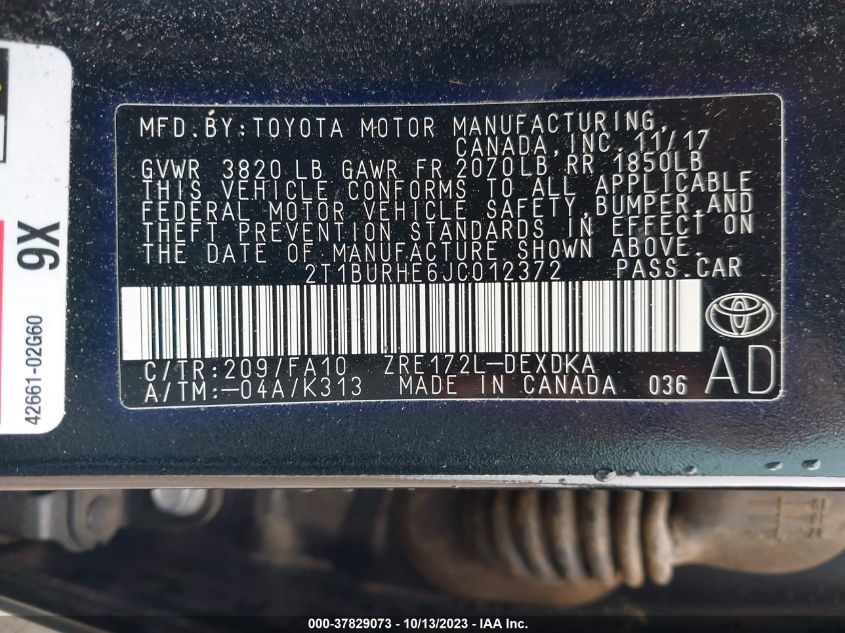 MFD. BY: TOYOTA MOTOR MANUFACTURING,
CANADA, INC. 11/17
GVWR 3820 LB GAWR FR 2070LB RR 1850LB
THIS VEHICLE CONFORMS TO ALL APPLICABLE
FEDERAL MOTOR VEHICLE SAFETY, BUMPER, AND
THEFT PREVENTION STANDARDS IN EFFECT ON
THE DATE OF MANUFACTURE SHOWN ABOVE.
2T1BURHE6JC012372 PASS. CAR
C/TR: 209/FA10 ZRE172L-DEXDKA
A/TM: -04A/K313 MADE IN CANADA 036 AD
42661-02G60
9X
000-37829073 - 10/13/2023 - IAA, Inc.